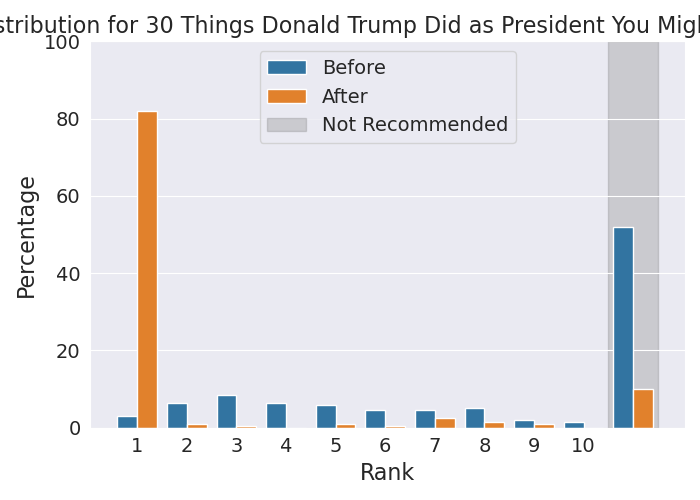 stribution for 30 Things Donald Trump Did as President You Mig
Before
After
Not Recommended
Percentage
100
80
60
40
20
0
1 2 3 4 5 6 7 8 9 10
Rank